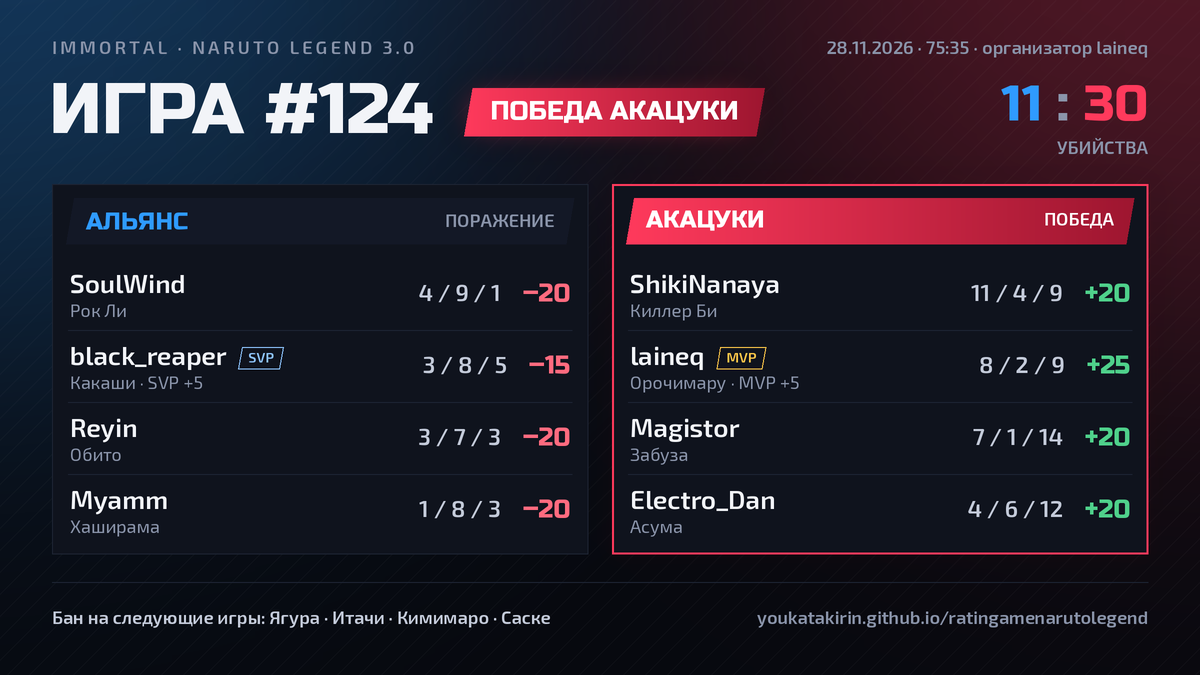 IMMORTAL · NARUTO LEGEND 3.0
28.11.2026 · 75:35 · организатор laineq
ИГРА #124
ПОБЕДА АКАЦУКИ
11 : 30
УБИЙСТВА
АЛЬЯНС
ПОРАЖЕНИЕ
SoulWind
4 / 9 / 1 −20
Рок Ли
black_reaper SVP
3 / 8 / 5 −15
Какаши · SVP +5
Reyin
3 / 7 / 3 −20
Обито
Myamm
1 / 8 / 3 −20
Хаширама
АКАЦУКИ
ПОБЕДА
ShikiNanaya
11 / 4 / 9 +20
Киллер Би
laineq MVP
8 / 2 / 9 +25
Орочимару · MVP +5
Magistor
7 / 1 / 14 +20
Забуза
Electro_Dan
4 / 6 / 12 +20
Асума
Бан на следующие игры: Ягура · Итачи · Кимимаро · Саске
youkatakirin.github.io/ratingamenarutolegend